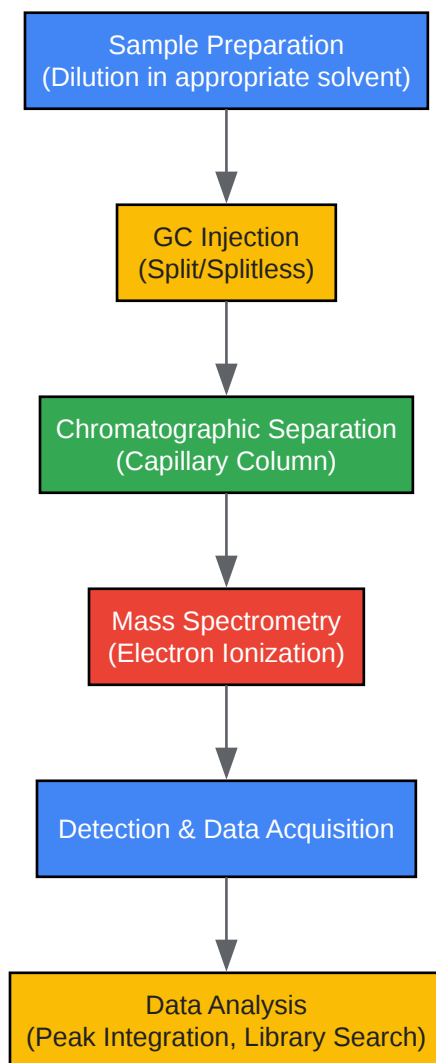 Sample Preparation
(Dilution in appropriate solvent)
GC Injection
(Split/Splitless)
Chromatographic Separation
(Capillary Column)
Mass Spectrometry
(Electron Ionization)
Detection & Data Acquisition
Data Analysis
(Peak Integration, Library Search)